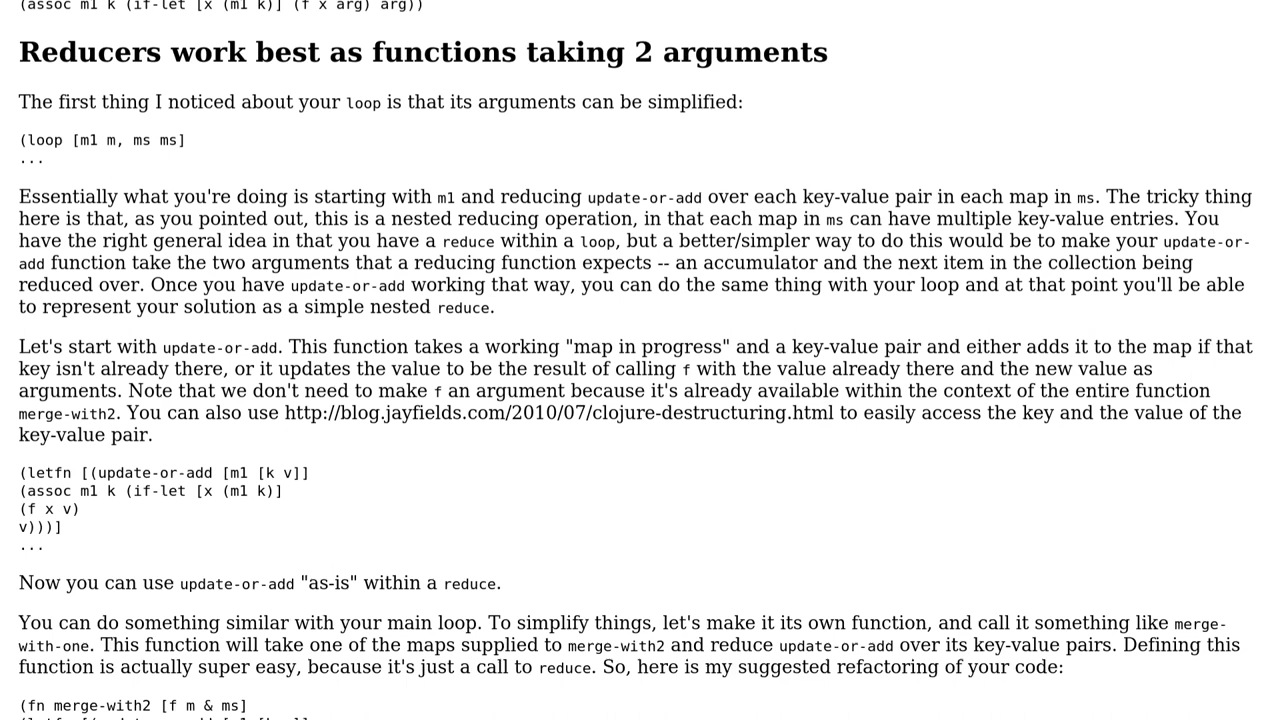 (assoc m1 k (if-let [x (m1 k)] (f x arg) arg))
Reducers work best as functions taking 2 arguments
The first thing I noticed about your loop is that its arguments can be simplified:
(loop [m1 m, ms ms]
...
Essentially what you're doing is starting with m1 and reducing update-or-add over each key-value pair in each map in ms. The tricky thing
here is that, as you pointed out, this is a nested reducing operation, in that each map in ms can have multiple key-value entries. You
have the right general idea in that you have a reduce within a loop, but a better/simpler way to do this would be to make your update-or-
add function take the two arguments that a reducing function expects -- an accumulator and the next item in the collection being
reduced over. Once you have update-or-add working that way, you can do the same thing with your loop and at that point you'll be able
to represent your solution as a simple nested reduce.
Let's start with update-or-add. This function takes a working "map in progress" and a key-value pair and either adds it to the map if that
key isn't already there, or it updates the value to be the result of calling f with the value already there and the new value as
arguments. Note that we don't need to make f an argument because it's already available within the context of the entire function
merge-with2. You can also use http://blog.jayfields.com/2010/07/clojure-destructuring.html to easily access the key and the value of the
key-value pair.
(letfn [(update-or-add [m1 [k v]]
(assoc m1 k (if-let [x (m1 k)]
(f x v)
v)))]
...
Now you can use update-or-add "as-is" within a reduce.
You can do something similar with your main loop. To simplify things, let's make it its own function, and call it something like merge-
with-one. This function will take one of the maps supplied to merge-with2 and reduce update-or-add over its key-value pairs. Defining this
function is actually super easy, because it's just a call to reduce. So, here is my suggested refactoring of your code:
(fn merge-with2 [f m & ms]